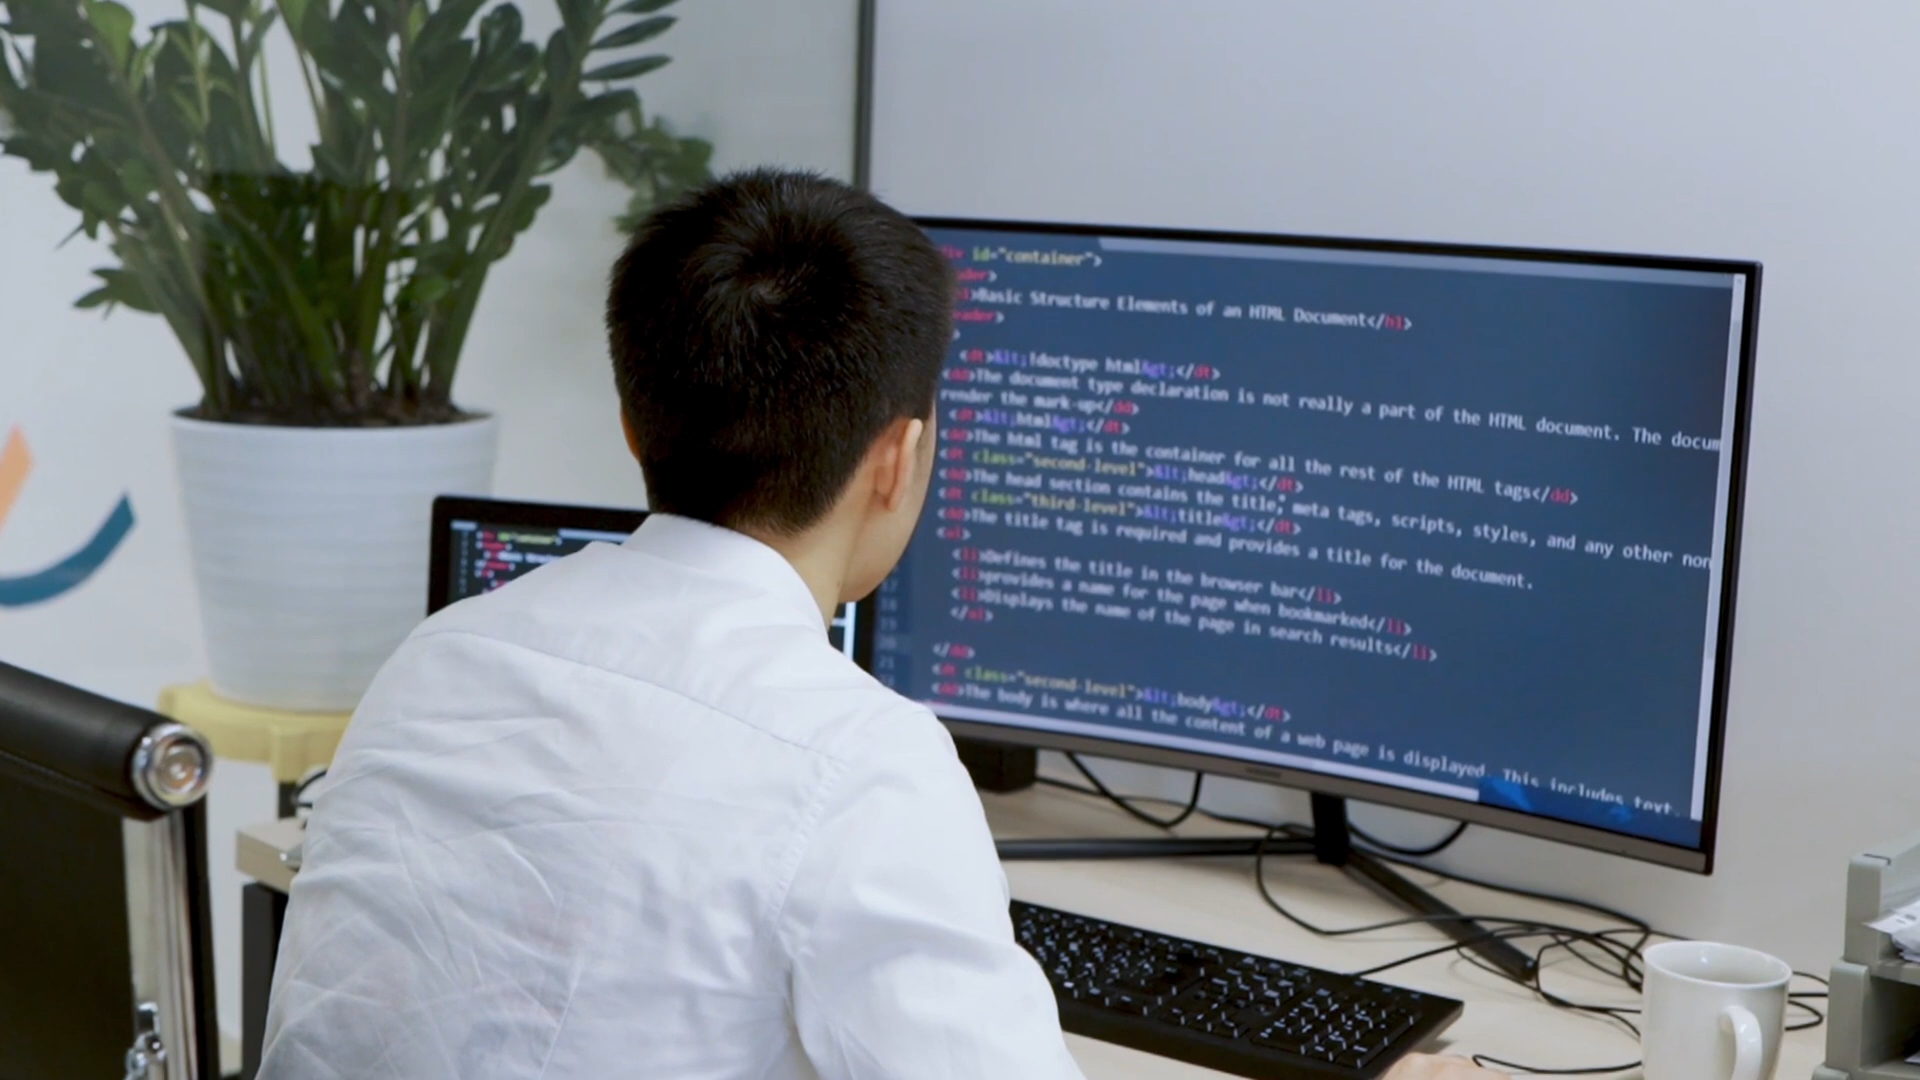 id="container">
ader>
>Basic Structure Elements of an HTML Document</h1>
eader>
>
<dt>&lt;!doctype html&gt;</dt>
<dd>The document type declaration is not really a part of the HTML document. The docum
render the mark-up</dd>
<dt>&lt;html&gt;</dt>
<dd>The html tag is the container for all the rest of the HTML tags</dd>
<dt class="second-level">&lt;head&gt;</dt>
<dd>The head section contains the title, meta tags, scripts, styles, and any other non
<dt class="third-level">&lt;title&gt;</dt>
<dd>The title tag is required and provides a title for the document.
<ul>
<li>Defines the title in the browser bar</li>
<li>provides a name for the page when bookmarked</li>
<li>Displays the name of the page in search results</li>
</ul>
</dd>
<dt class="second-level">&lt;body&gt;</dt>
<dd>The body is where all the content of a web page is displayed. This includes text,